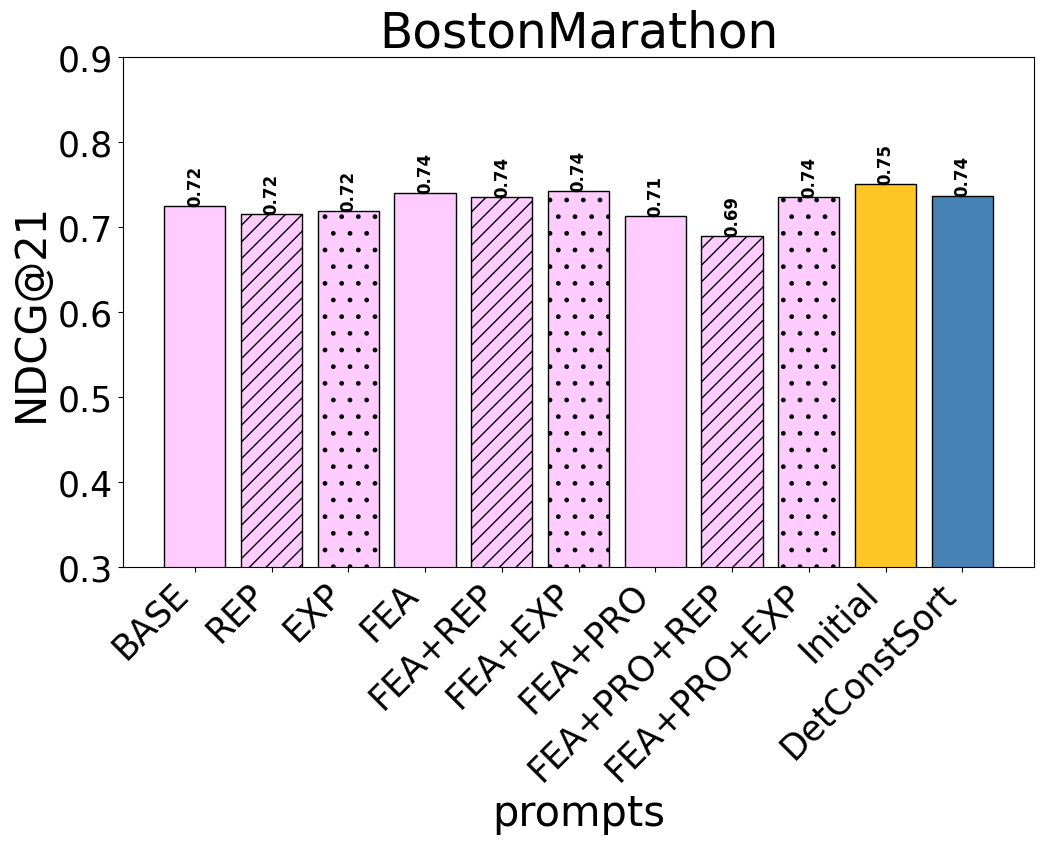 BostonMarathon
NDCG@21
0.9
0.8
0.7
0.6
0.5
0.4
0.3
0.72
0.72
0.72
0.74
0.74
0.74
0.71
0.69
0.74
0.75
0.74
BASE
REP
EXP
FEA
FEA+REP
FEA+EXP
FEA+PRO
FEA+PRO+REP
FEA+PRO+EXP
Initial
DetConstSort
prompts